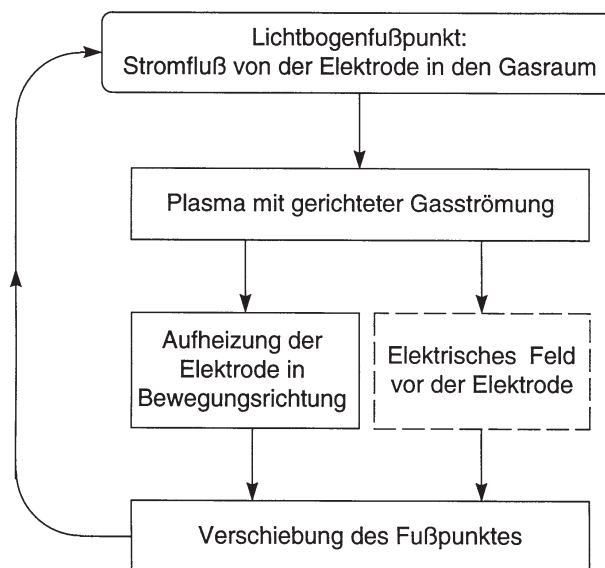 Lichtbogenfußpunkt:
Stromfluß von der Elektrode in den Gasraum
Plasma mit gerichteter Gasströmung
Aufheizung der
Elektrode in
Bewegungsrichtung
Elektrisches Feld
vor der Elektrode
Verschiebung des Fußpunktes